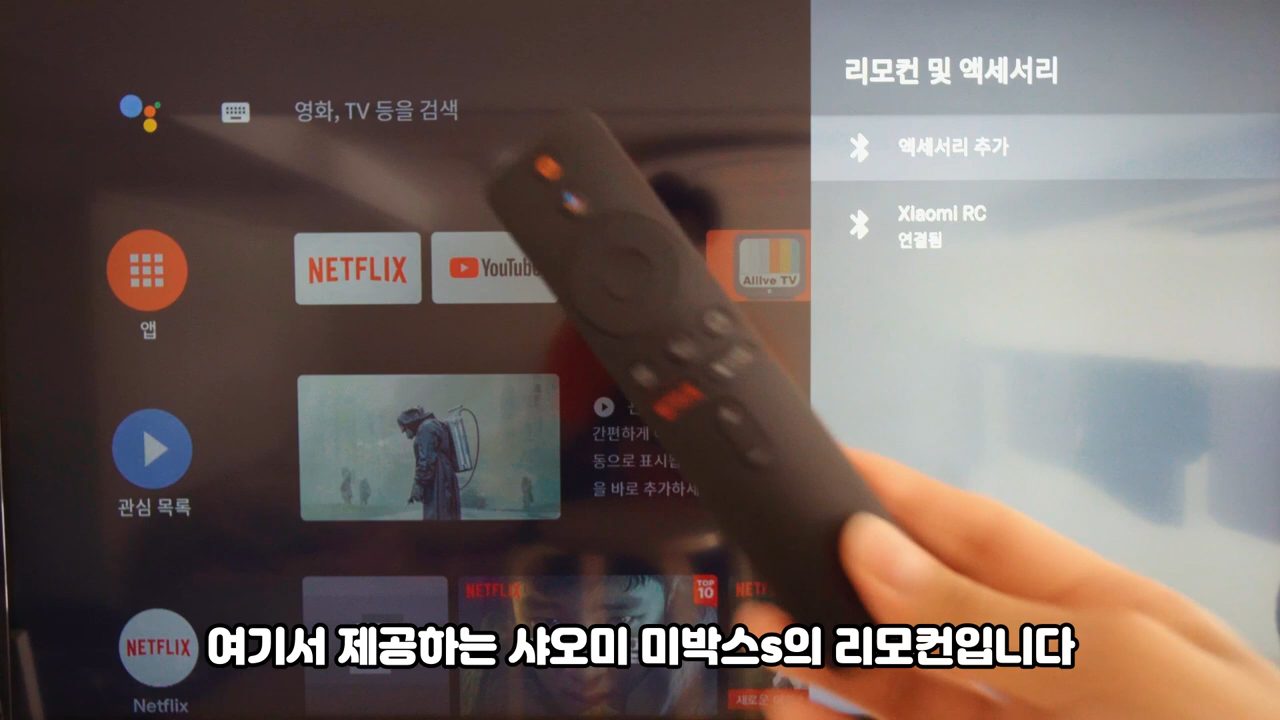 리모컨 및 액세서리
영화, TV 등을 검색
액세서리 추가
Xiaomi RC
연결됨
NETFLIX
YouTube
Allive TV
앱
간편하게
동으로 표시
을 바로 추가하세
관심 목록
NETFLIX
TOP
10
NETFLIX
여기서 제공하는 샤오미 미박스s의 리모컨입니다
새로운
Netflix